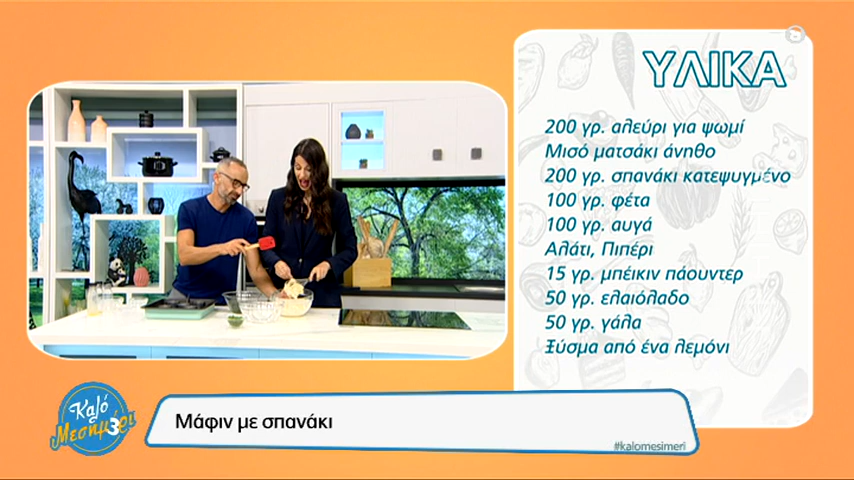 ΥΛΙΚΑ
200 γρ. αλεύρι για ψωμί
Μισό ματσάκι άνηθο
200 γρ. σπανάκι κατεψυγμένο
100 γρ. φέτα
100 γρ. αυγά
Αλάτι, Πιπέρι
15 γρ. μπέικιν πάουντερ
50 γρ. ελαιόλαδο
50 γρ. γάλα
Ξύσμα από ένα λεμόνι
Καλό
Μεσημ3ρι
Μάφιν με σπανάκι
#kalomesimeri